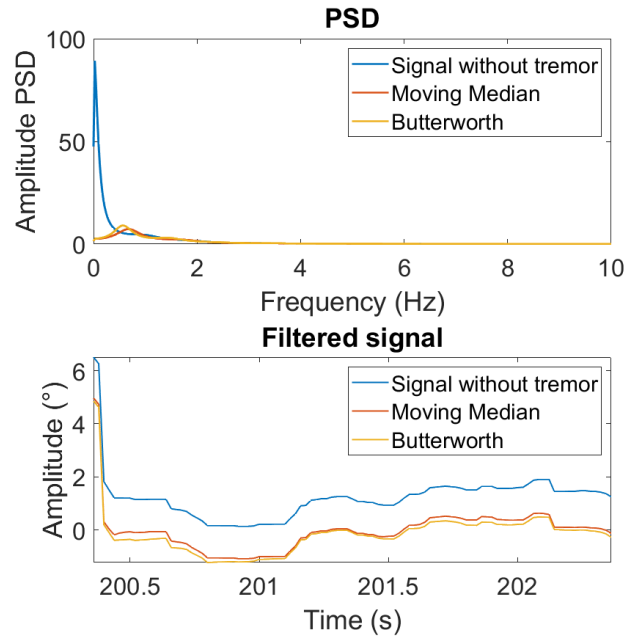 PSD
100
50
0
Amplitude PSD
Signal without tremor
Moving Median
Butterworth
0 2 4 6 8 10
Frequency (Hz)
Filtered signal
6
4
2
0
Amplitude (°)
Signal without tremor
Moving Median
Butterworth
200.5 201 201.5 202
Time (s)